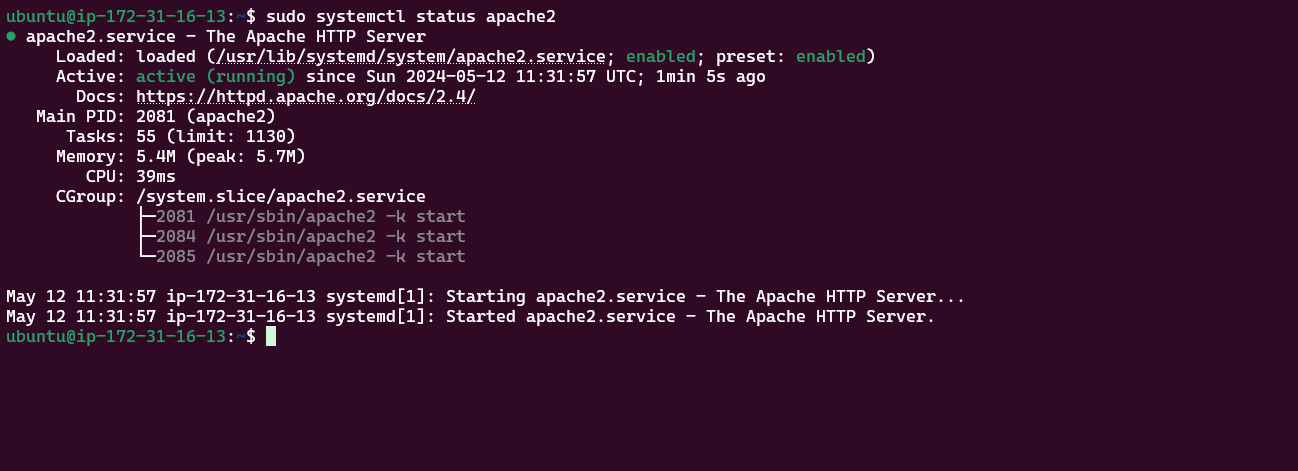 ubuntu@ip-172-31-16-13:~$ sudo systemctl status apache2
● apache2.service - The Apache HTTP Server
     Loaded: loaded (/usr/lib/systemd/system/apache2.service; enabled; preset: enabled)
     Active: active (running) since Sun 2024-05-12 11:31:57 UTC; 1min 5s ago
       Docs: https://httpd.apache.org/docs/2.4/
   Main PID: 2081 (apache2)
      Tasks: 55 (limit: 1130)
     Memory: 5.4M (peak: 5.7M)
        CPU: 39ms
     CGroup: /system.slice/apache2.service
             ├─2081 /usr/sbin/apache2 -k start
             ├─2084 /usr/sbin/apache2 -k start
             └─2085 /usr/sbin/apache2 -k start

May 12 11:31:57 ip-172-31-16-13 systemd[1]: Starting apache2.service - The Apache HTTP Server...
May 12 11:31:57 ip-172-31-16-13 systemd[1]: Started apache2.service - The Apache HTTP Server.
ubuntu@ip-172-31-16-13:~$